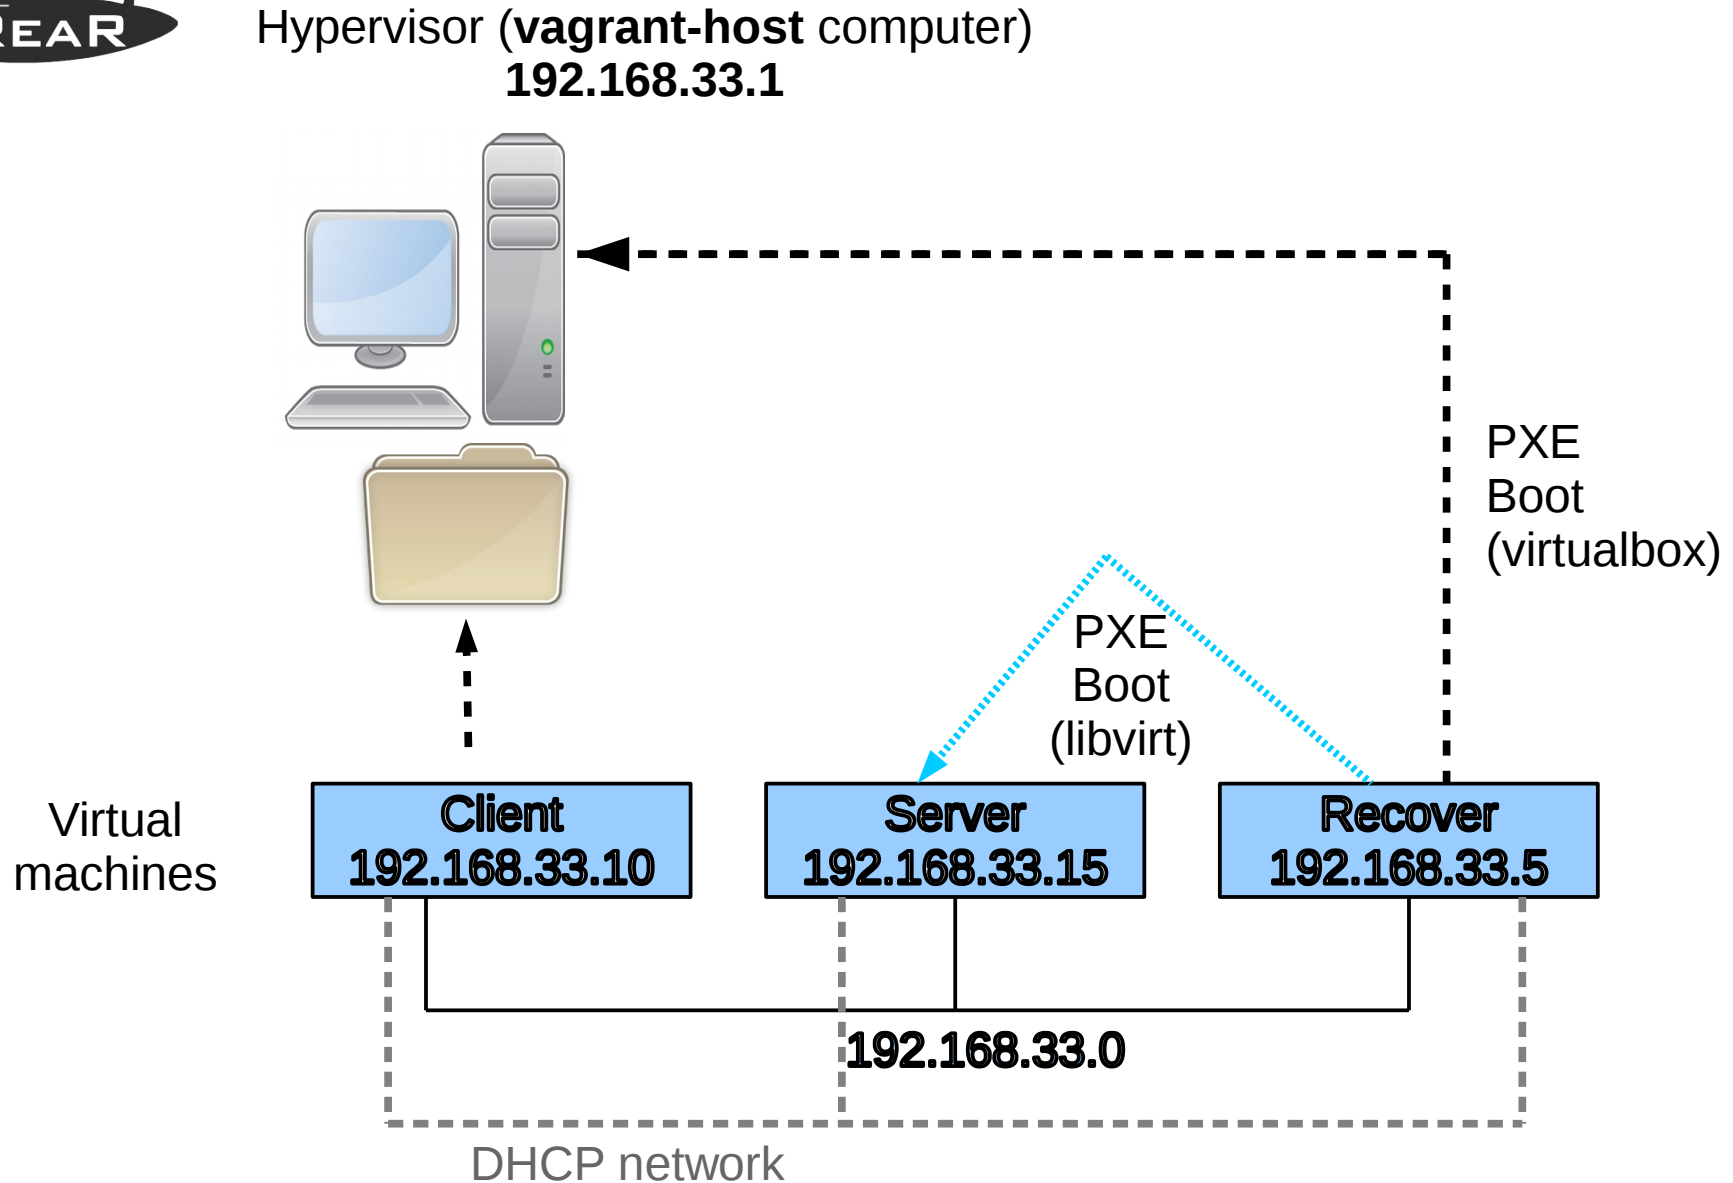 REAR
Hypervisor (vagrant-host computer)
192.168.33.1
PXE
Boot
(virtualbox)
PXE
Boot
(libvirt)
Virtual
machines
Client
192.168.33.10
Server
192.168.33.15
Recover
192.168.33.5
192.168.33.0
DHCP network